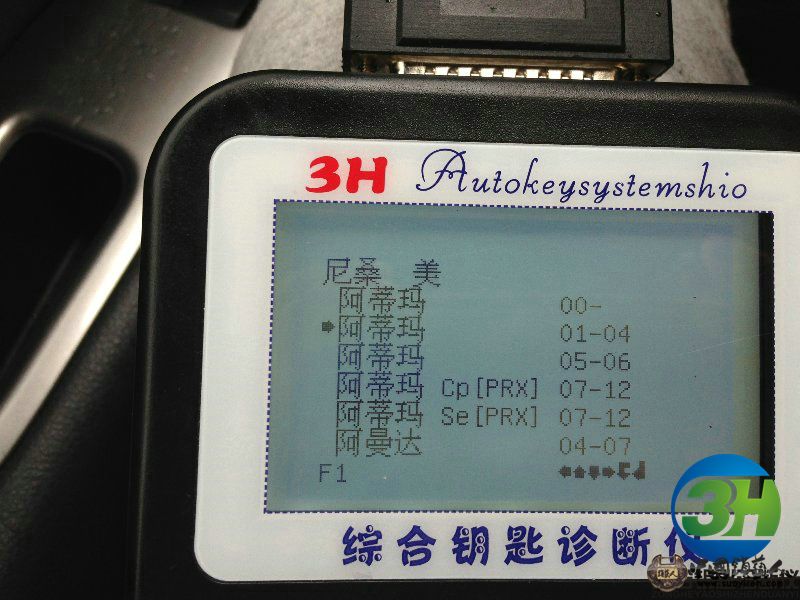 3H Autokeysystemshio
尼桑 美
阿蒂玛 00-
阿蒂玛 01-04
阿蒂玛 05-06
阿蒂玛 Cp[PRX] 07-12
阿蒂玛 Se[PRX] 07-12
阿曼达 04-07
F1
综合钥匙诊断仪
3H